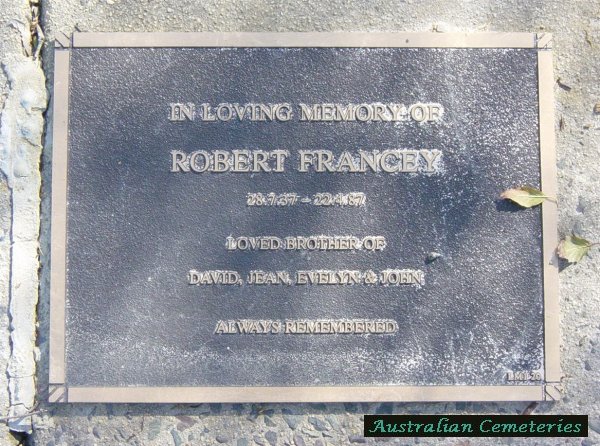 IN LOVING MEMORY OF
ROBERT FRANCEY
28.7.37 - 22.4.87
LOVED BROTHER OF
DAVID, JEAN, EVELYN & JOHN
ALWAYS REMEMBERED
Australian Cemeteries